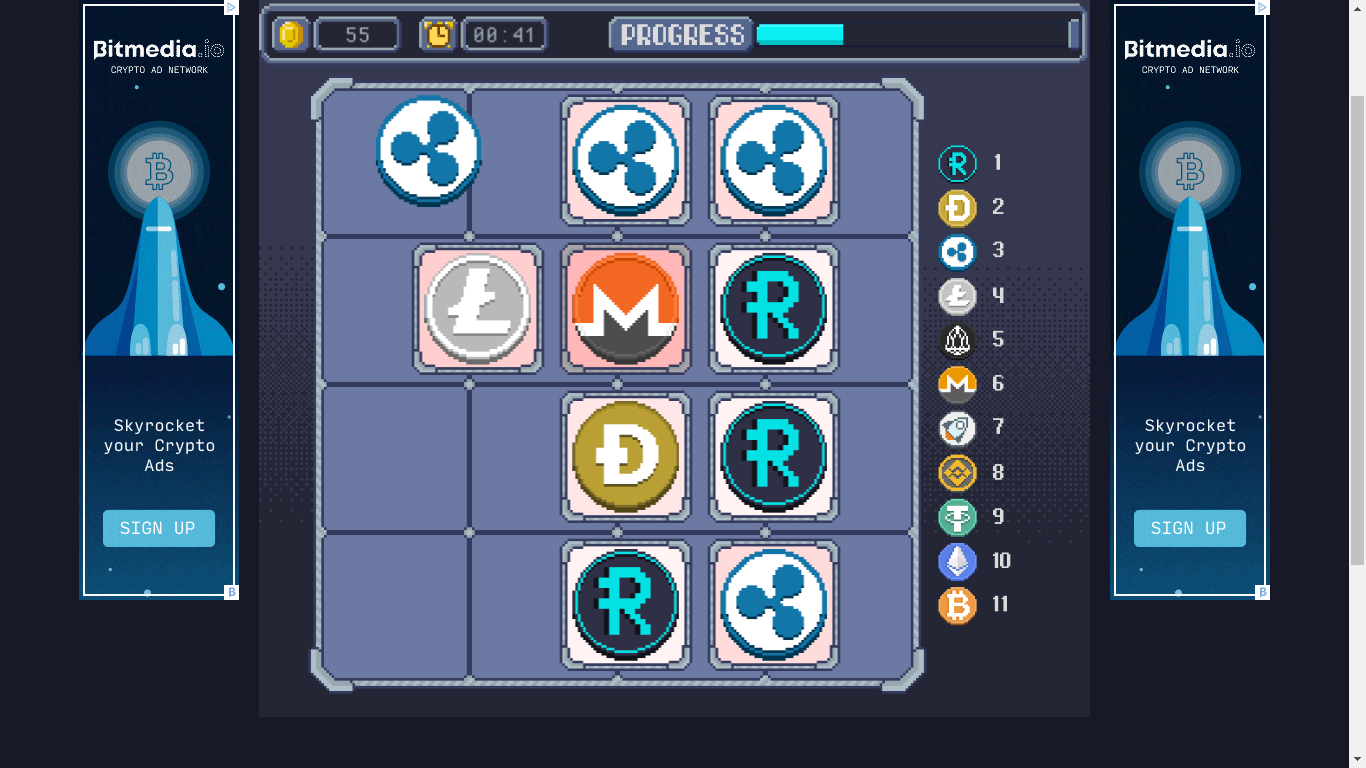 Bitmedia.io
CRYPTO AD NETWORK
Skyrocket
your Crypto
Ads
SIGN UP
55
00:41
PROGRESS
1
2
3
4
5
6
7
8
9
10
11
Bitmedia.io
CRYPTO AD NETWORK
Skyrocket
your Crypto
Ads
SIGN UP